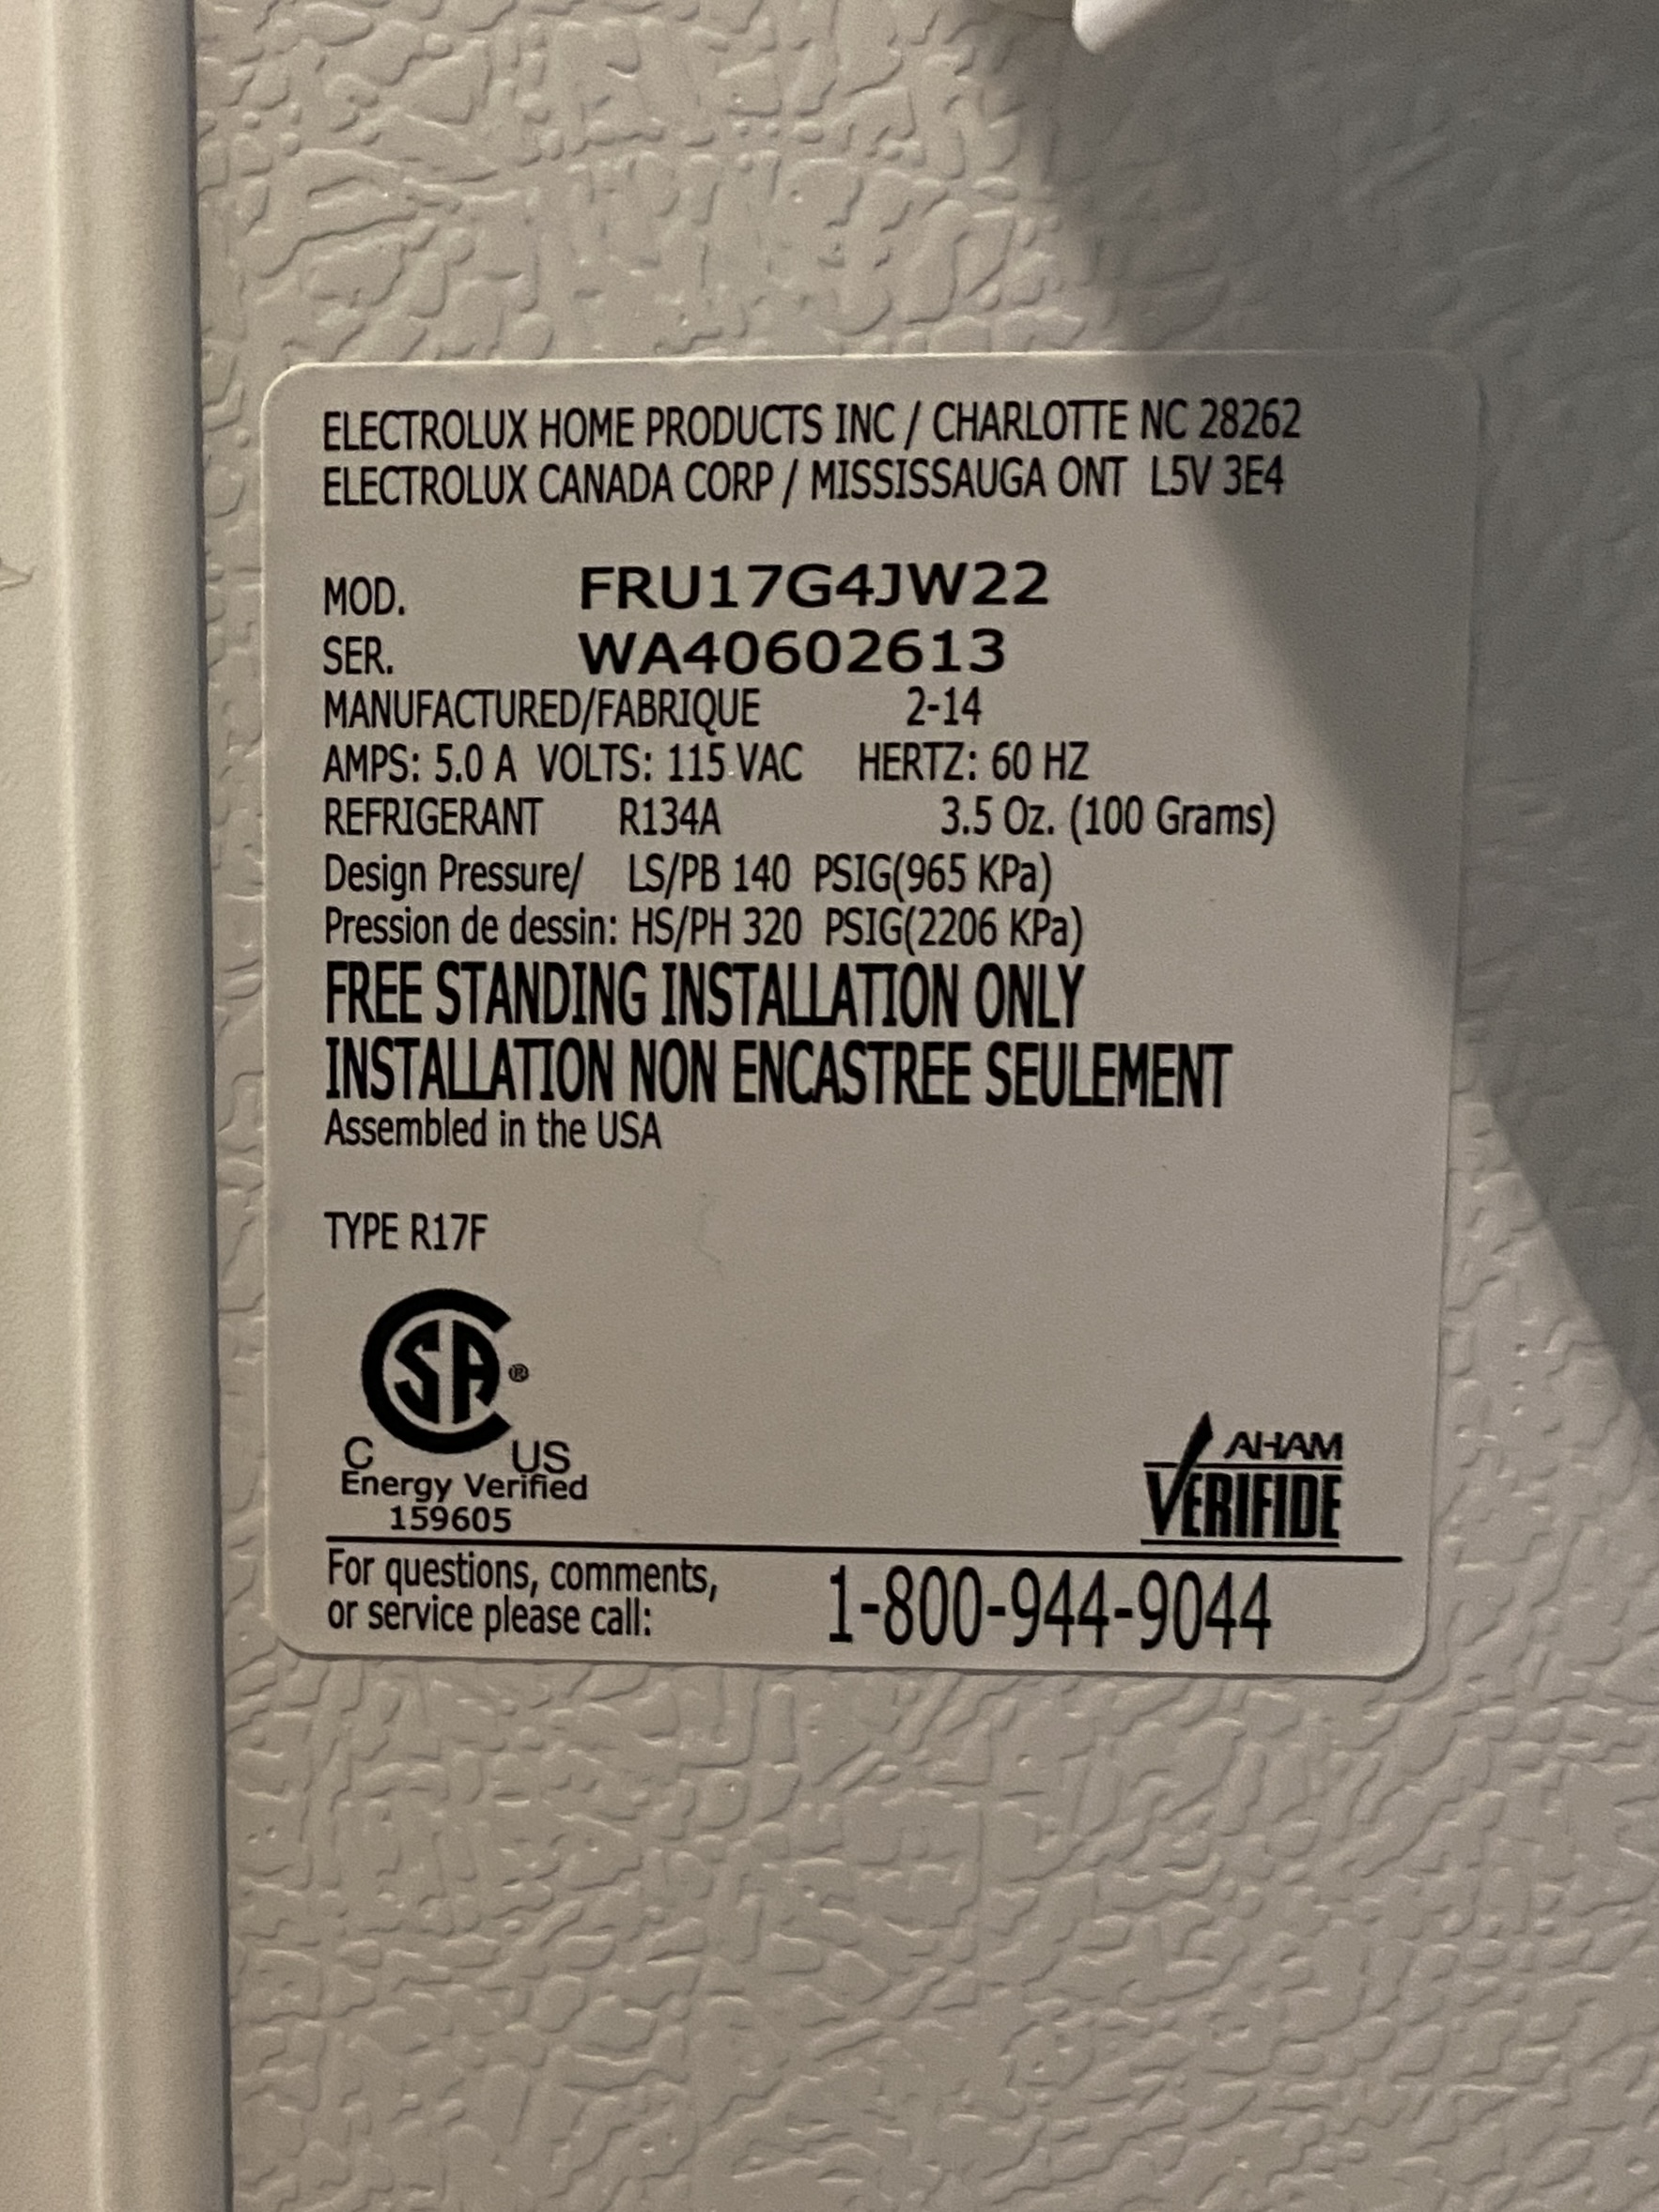 ELECTROLUX HOME PRODUCTS INC / CHARLOTTE NC 28262
ELECTROLUX CANADA CORP / MISSISSAUGA ONT L5V 3E4
MOD. FRU17G4JW22
SER. WA40602613
MANUFACTURED/FABRIQUE 2-14
AMPS: 5.0 A VOLTS: 115 VAC HERTZ: 60 HZ
REFRIGERANT R134A 3.5 Oz. (100 Grams)
Design Pressure/ LS/PB 140 PSIG(965 KPa)
Pression de dessin: HS/PH 320 PSIG(2206 KPa)
FREE STANDING INSTALLATION ONLY
INSTALLATION NON ENCASTREE SEULEMENT
Assembled in the USA
TYPE R17F
CSA®
C US
Energy Verified
159605
AHAM
VERIFIDE
For questions, comments,
or service please call: 1-800-944-9044